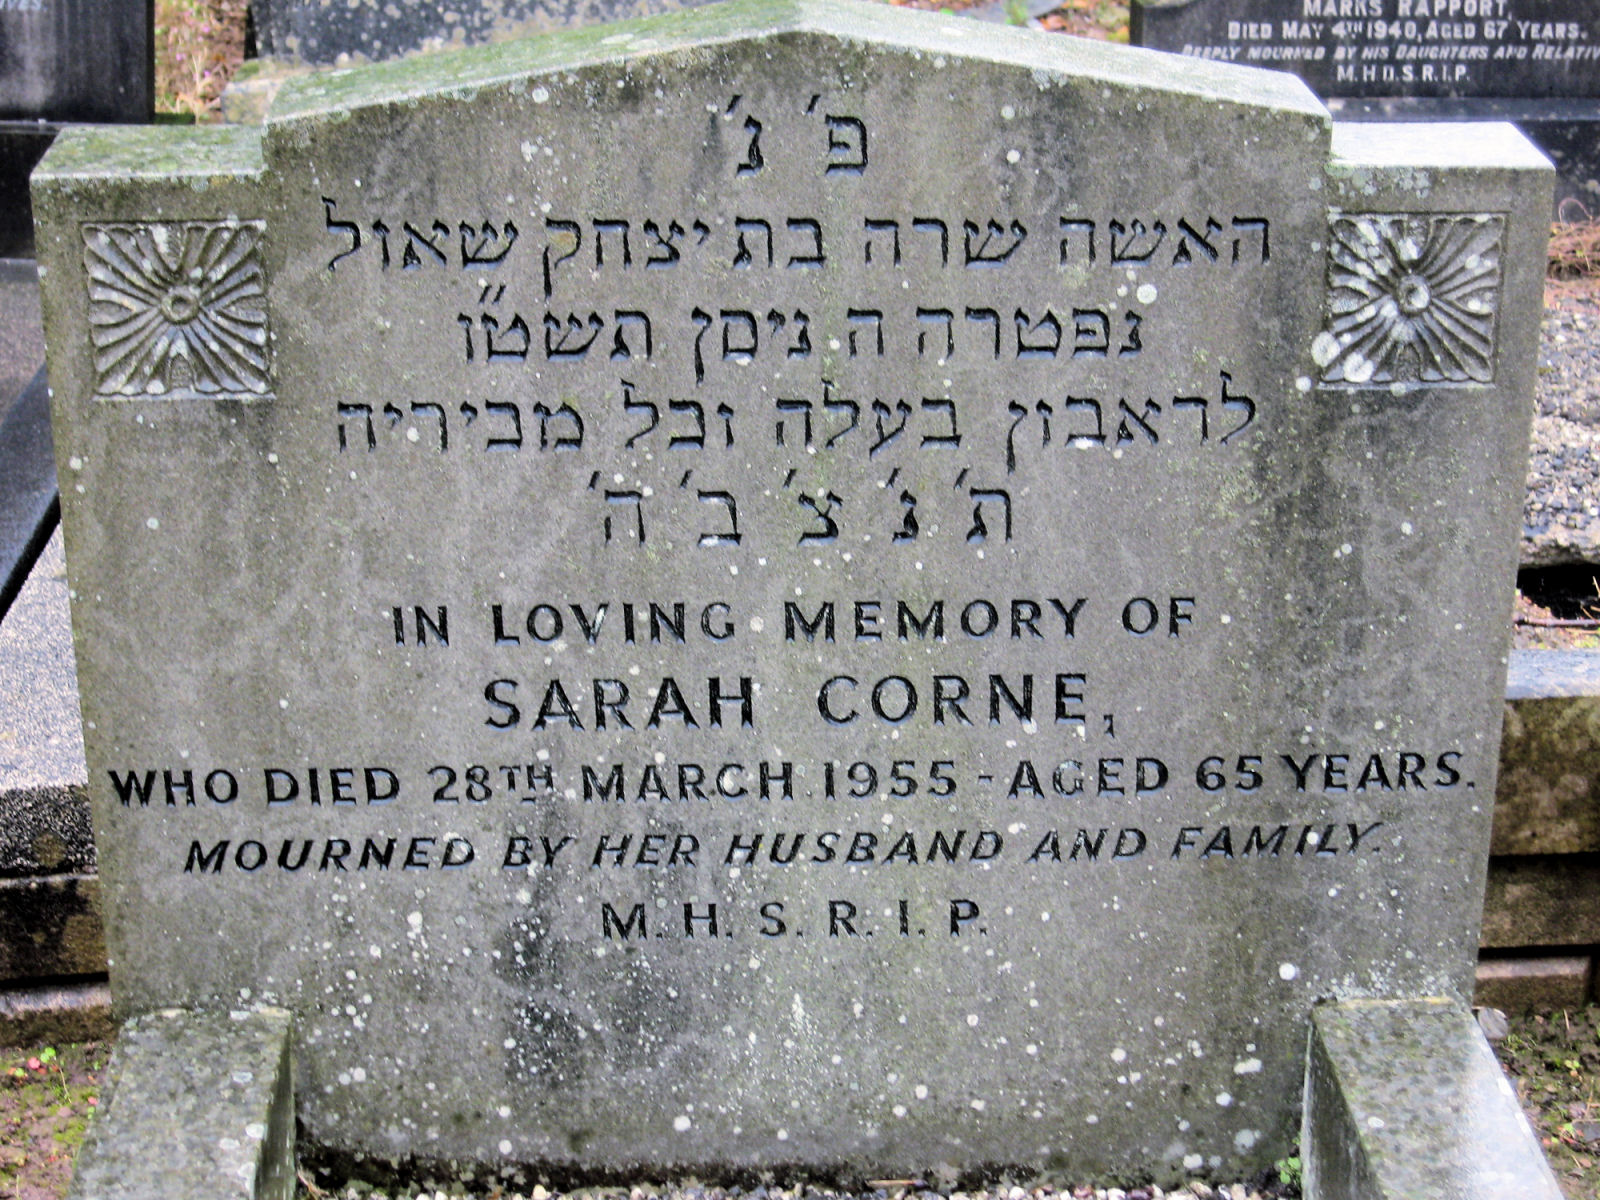 פ' נ'
האשה שרה בת יצחק שאול
נפטרה ה ניסן תשט"ו
לדאבון בעלה וכל מכיריה
ת' נ' צ' ב' ה'
IN LOVING MEMORY OF
SARAH CORNE,
WHO DIED 28TH MARCH 1955 - AGED 65 YEARS.
MOURNED BY HER HUSBAND AND FAMILY.
M. H. S. R. I. P.
MARKS RAPPORT,
DIED MAY 4TH 1940, AGED 67 YEARS.
DEEPLY MOURNED BY HIS DAUGHTERS AND
M.H.D.S.R.I.P.